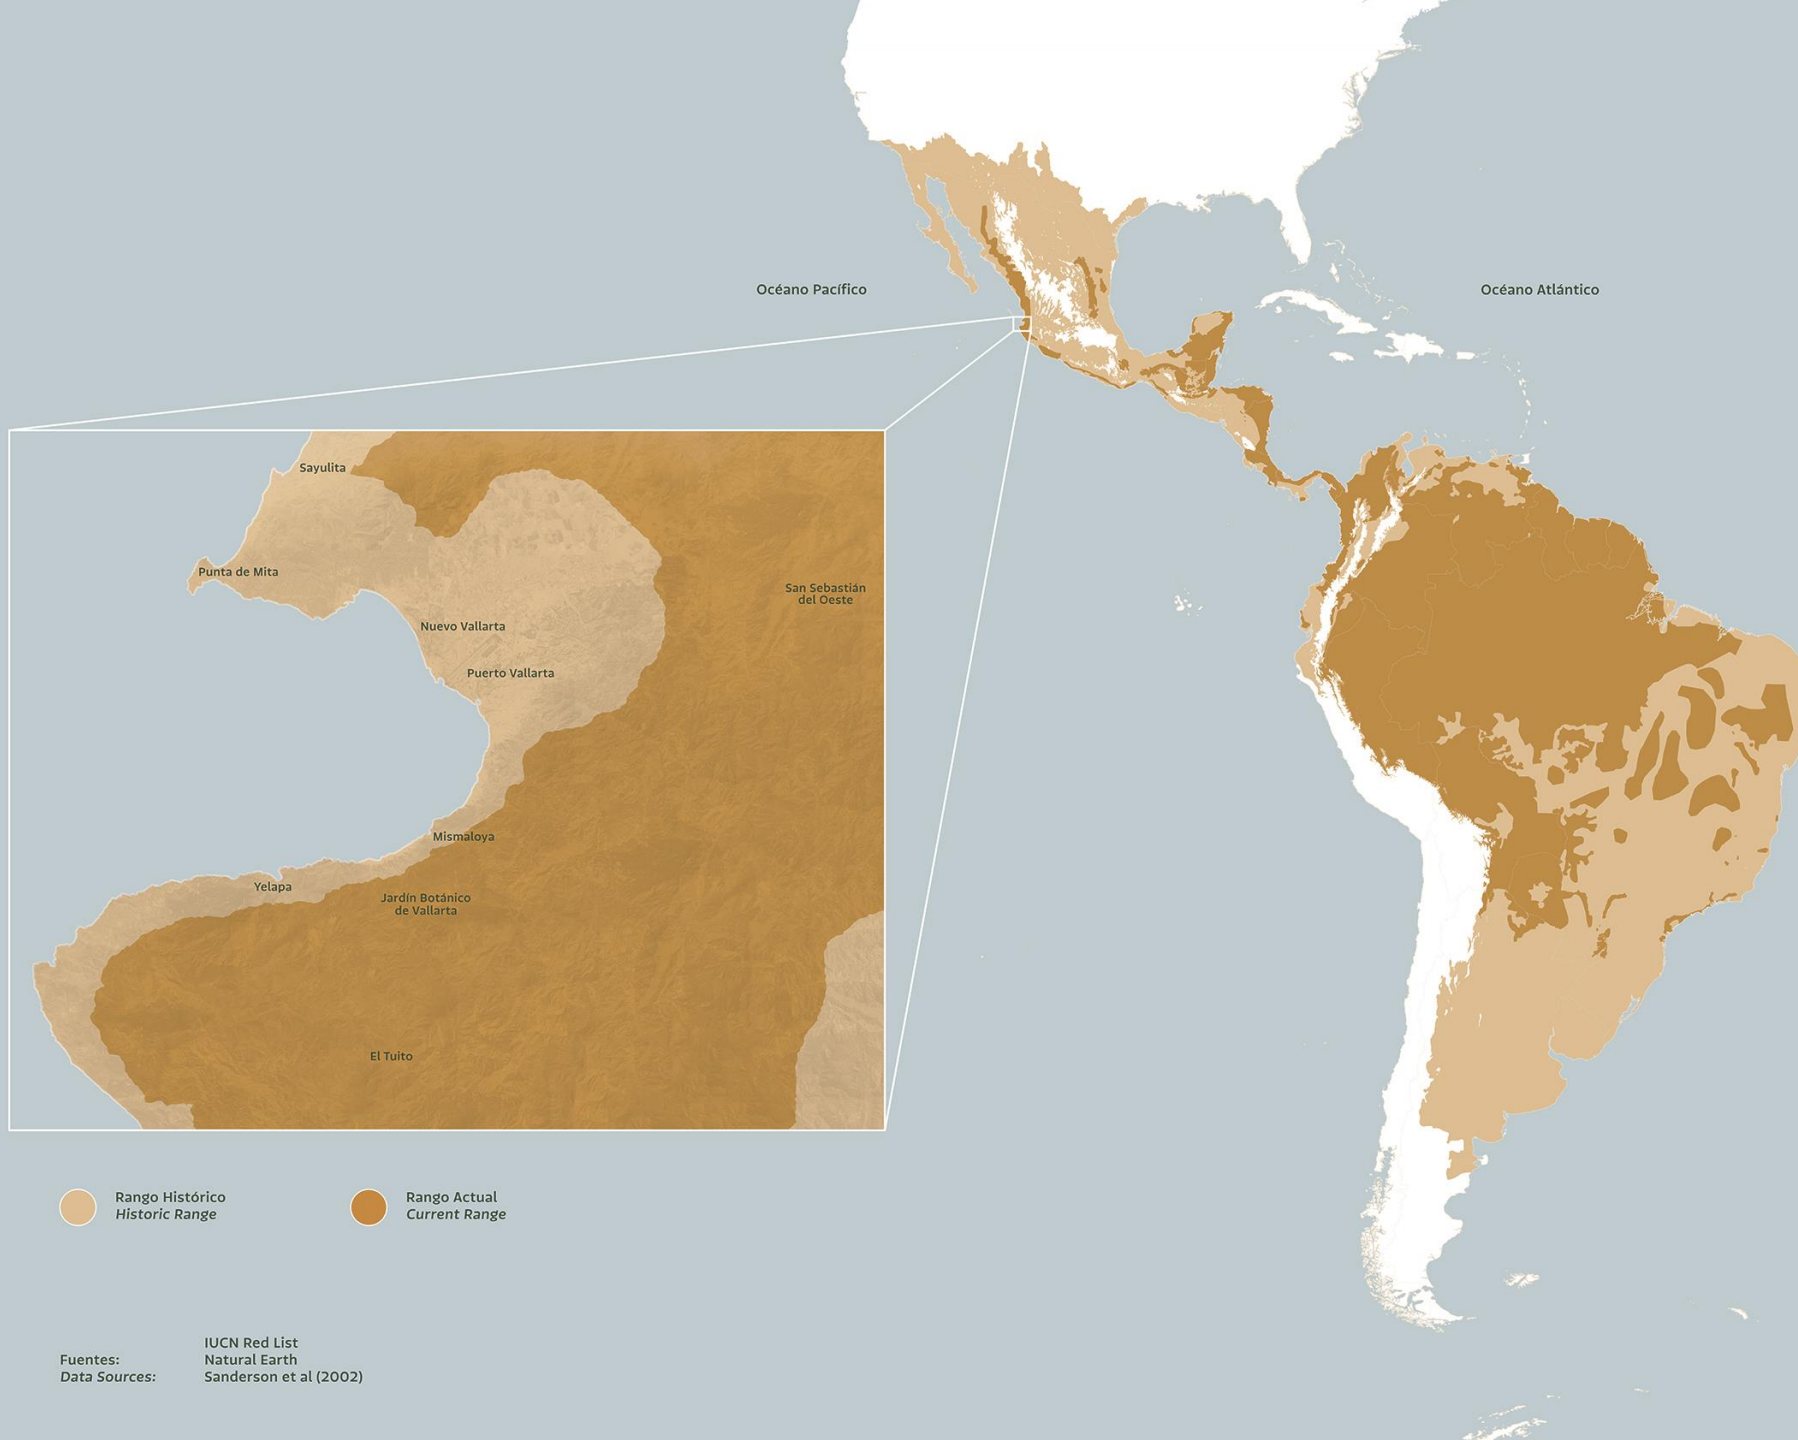 Océano Pacífico
Océano Atlántico
Sayulita
Punta de Mita
San Sebastián
del Oeste
Nuevo Vallarta
Puerto Vallarta
Mismaloya
Yelapa
Jardín Botánico
de Vallarta
El Tuito
Rango Histórico
Historic Range
Rango Actual
Current Range
IUCN Red List
Fuentes: Natural Earth
Data Sources: Sanderson et al (2002)